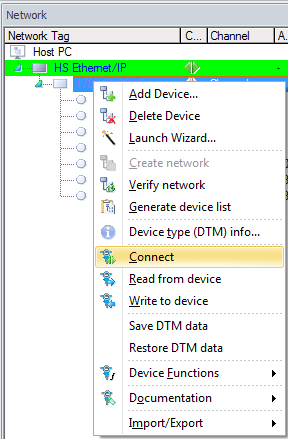 Network
Network Tag C... Channel A.
Host PC
HS Ethernet/IP -
Add Device...
Delete Device
Launch Wizard...
Create network
Verify network
Generate device list
Device type (DTM) info...
Connect
Read from device
Write to device
Save DTM data
Restore DTM data
Device Functions
Documentation
Import/Export